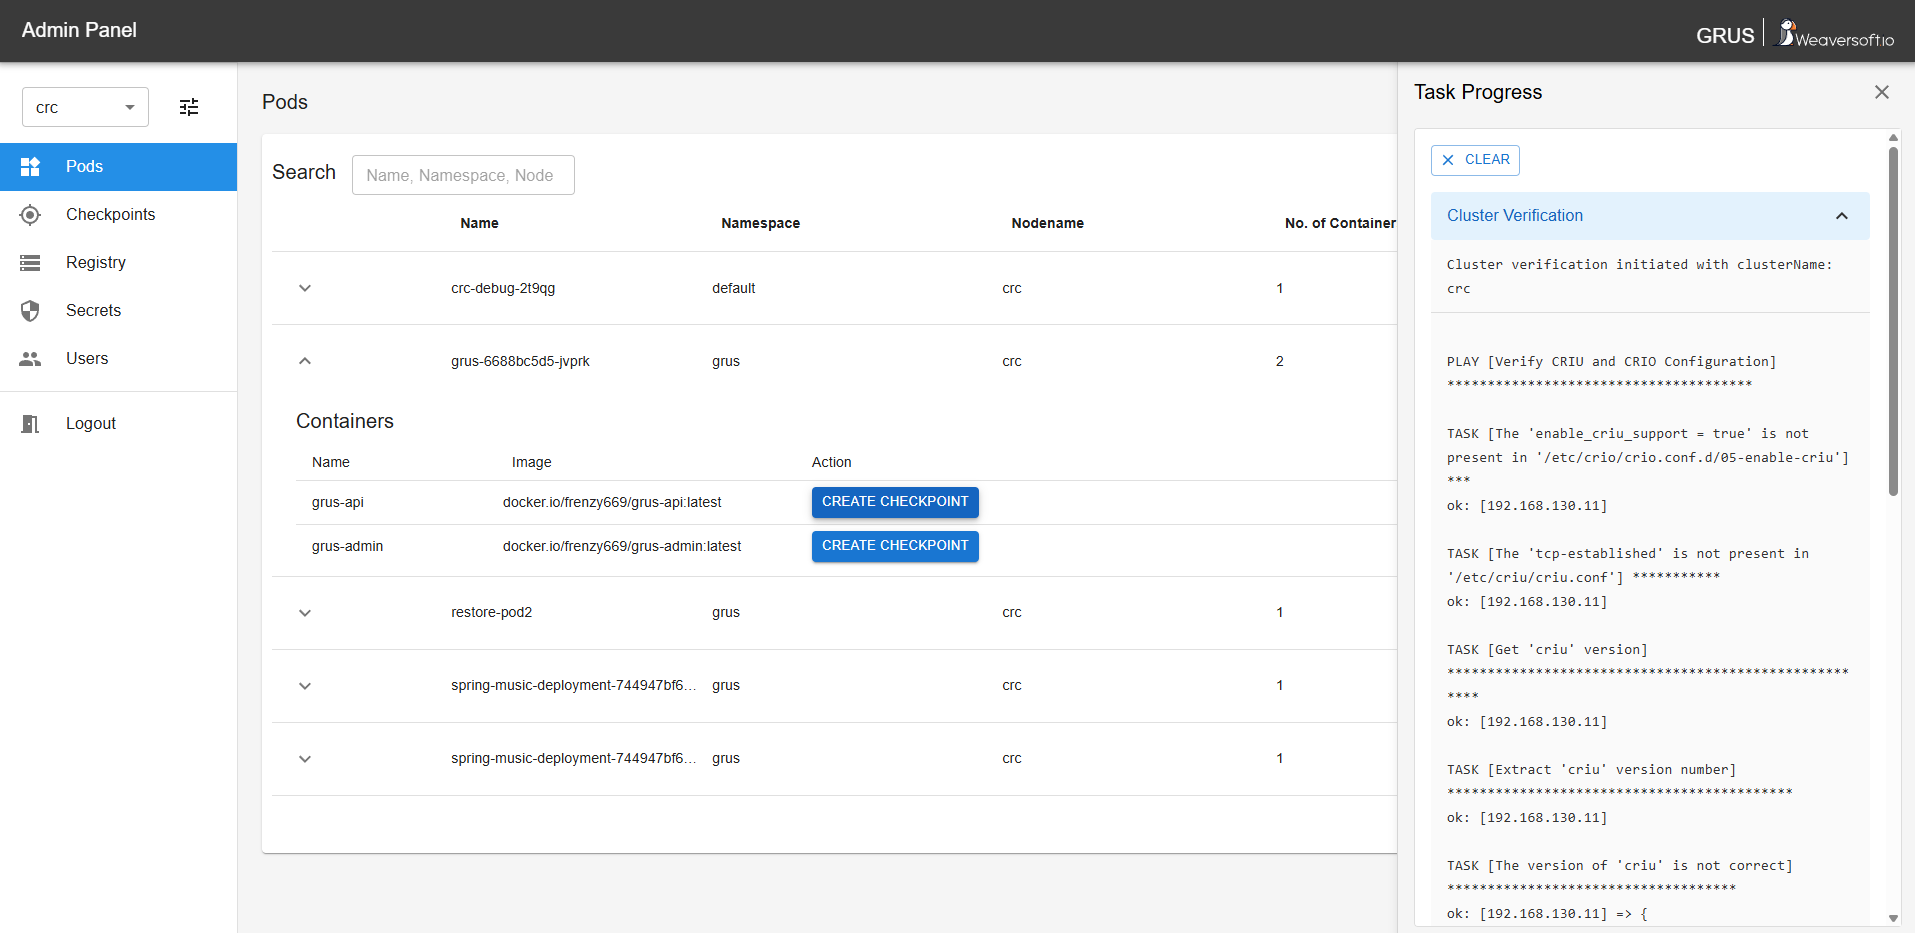 Admin Panel
GRUS
Weaversoft.io
crc
Pods
Checkpoints
Registry
Secrets
Users
Logout
Pods
Search
Name, Namespace, Node
Name Namespace Nodename No. of Container
crc-debug-2t9qg default crc 1
grus-6688bc5d5-jvprk grus crc 2
Containers
Name Image Action
grus-api docker.io/frenzy669/grus-api:latest CREATE CHECKPOINT
grus-admin docker.io/frenzy669/grus-admin:latest CREATE CHECKPOINT
restore-pod2 grus crc 1
spring-music-deployment-744947bf6... grus crc 1
spring-music-deployment-744947bf6... grus crc 1
Task Progress
CLEAR
Cluster Verification
Cluster verification initiated with clusterName:
crc
PLAY [Verify CRIU and CRIO Configuration]
**************************************
TASK [The 'enable_criu_support = true' is not
present in '/etc/crio/crio.conf.d/05-enable-criu']
***
ok: [192.168.130.11]
TASK [The 'tcp-established' is not present in
'/etc/criu/criu.conf'] ***********
ok: [192.168.130.11]
TASK [Get 'criu' version]
**************************************************
****
ok: [192.168.130.11]
TASK [Extract 'criu' version number]
*******************************************
ok: [192.168.130.11]
TASK [The version of 'criu' is not correct]
************************************
ok: [192.168.130.11] => {